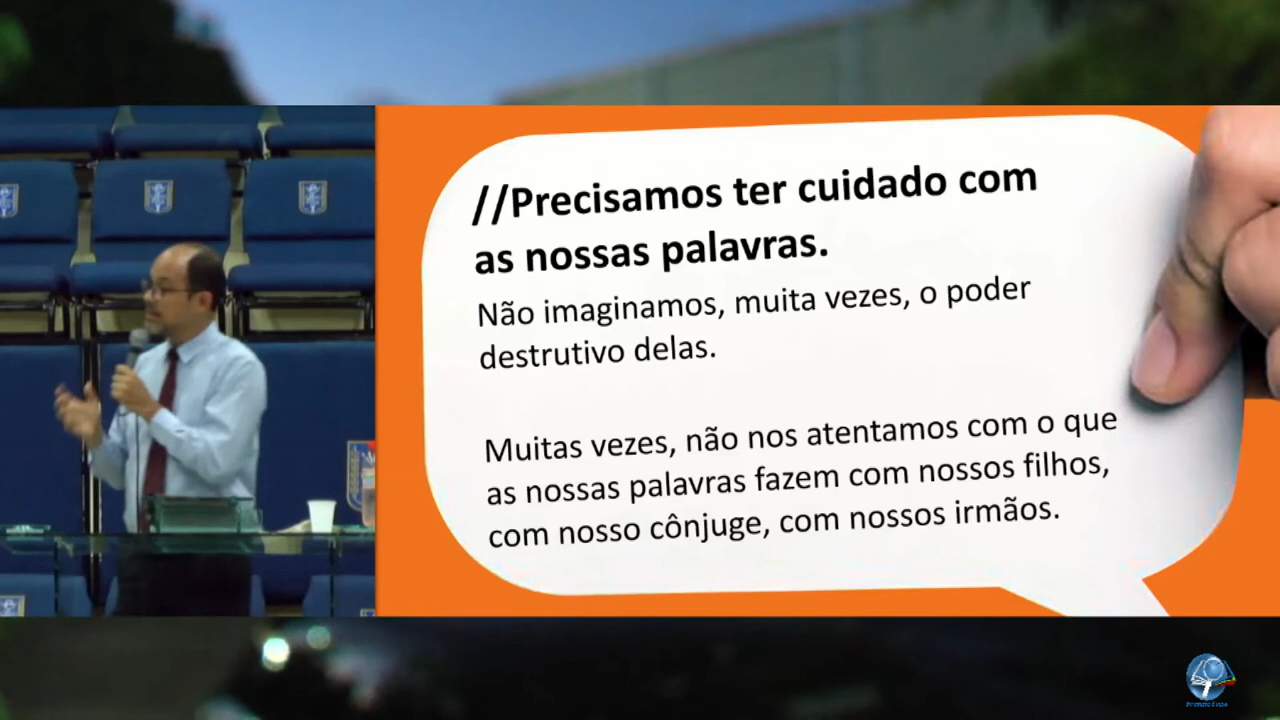 //Precisamos ter cuidado com
as nossas palavras.
Não imaginamos, muita vezes, o poder
destrutivo delas.
Muitas vezes, não nos atentamos com o que
as nossas palavras fazem com nossos filhos,
com nosso cônjuge, com nossos irmãos.